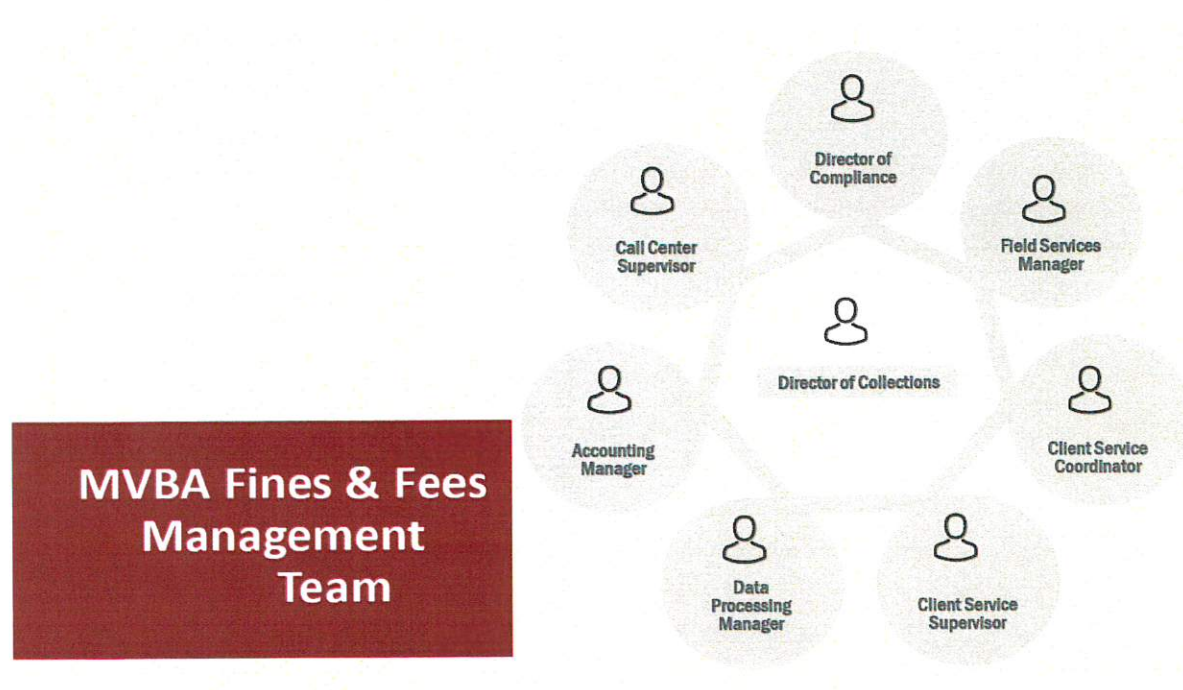 Director of
Compliance
Call Center
Supervisor
Field Services
Manager
Director of Collections
Accounting
Manager
Client Service
Coordinator
MVBA Fines & Fees
Management
Team
Data
Processing
Manager
Client Service
Supervisor